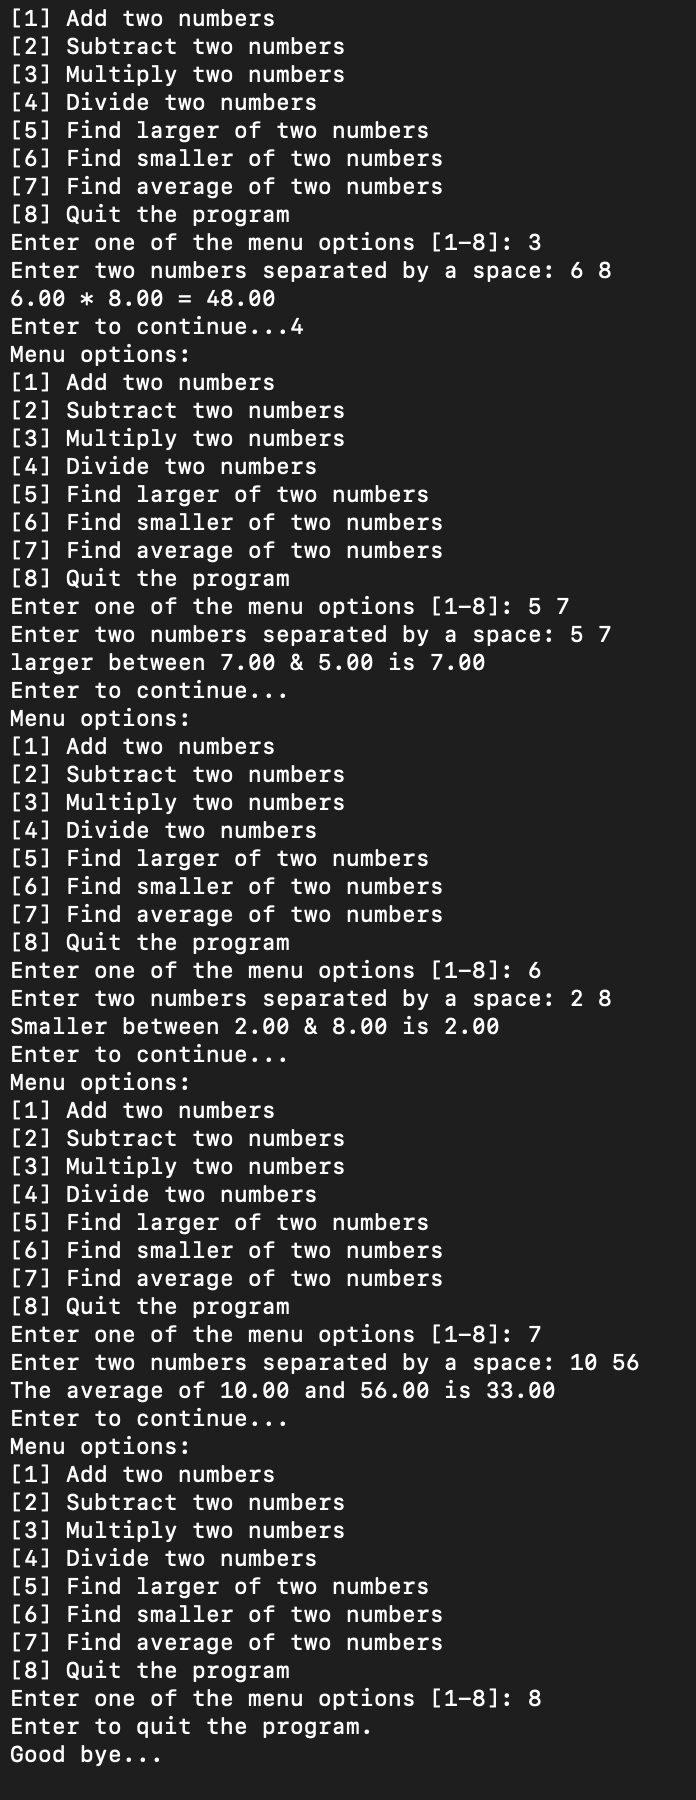 [1] Add two numbers
[2] Subtract two numbers
[3] Multiply two numbers
[4] Divide two numbers
[5] Find larger of two numbers
[6] Find smaller of two numbers
[7] Find average of two numbers
[8] Quit the program
Enter one of the menu options [1-8]: 3
Enter two numbers separated by a space: 6 8
6.00 * 8.00 = 48.00
Enter to continue...4
Menu options:
[1] Add two numbers
[2] Subtract two numbers
[3] Multiply two numbers
[4] Divide two numbers
[5] Find larger of two numbers
[6] Find smaller of two numbers
[7] Find average of two numbers
[8] Quit the program
Enter one of the menu options [1-8]: 5 7
Enter two numbers separated by a space: 5 7
larger between 7.00 & 5.00 is 7.00
Enter to continue...
Menu options:
[1] Add two numbers
[2] Subtract two numbers
[3] Multiply two numbers
[4] Divide two numbers
[5] Find larger of two numbers
[6] Find smaller of two numbers
[7] Find average of two numbers
[8] Quit the program
Enter one of the menu options [1-8]: 6
Enter two numbers separated by a space: 2 8
Smaller between 2.00 & 8.00 is 2.00
Enter to continue...
Menu options:
[1] Add two numbers
[2] Subtract two numbers
[3] Multiply two numbers
[4] Divide two numbers
[5] Find larger of two numbers
[6] Find smaller of two numbers
[7] Find average of two numbers
[8] Quit the program
Enter one of the menu options [1-8]: 7
Enter two numbers separated by a space: 10 56
The average of 10.00 and 56.00 is 33.00
Enter to continue...
Menu options:
[1] Add two numbers
[2] Subtract two numbers
[3] Multiply two numbers
[4] Divide two numbers
[5] Find larger of two numbers
[6] Find smaller of two numbers
[7] Find average of two numbers
[8] Quit the program
Enter one of the menu options [1-8]: 8
Enter to quit the program.
Good bye...